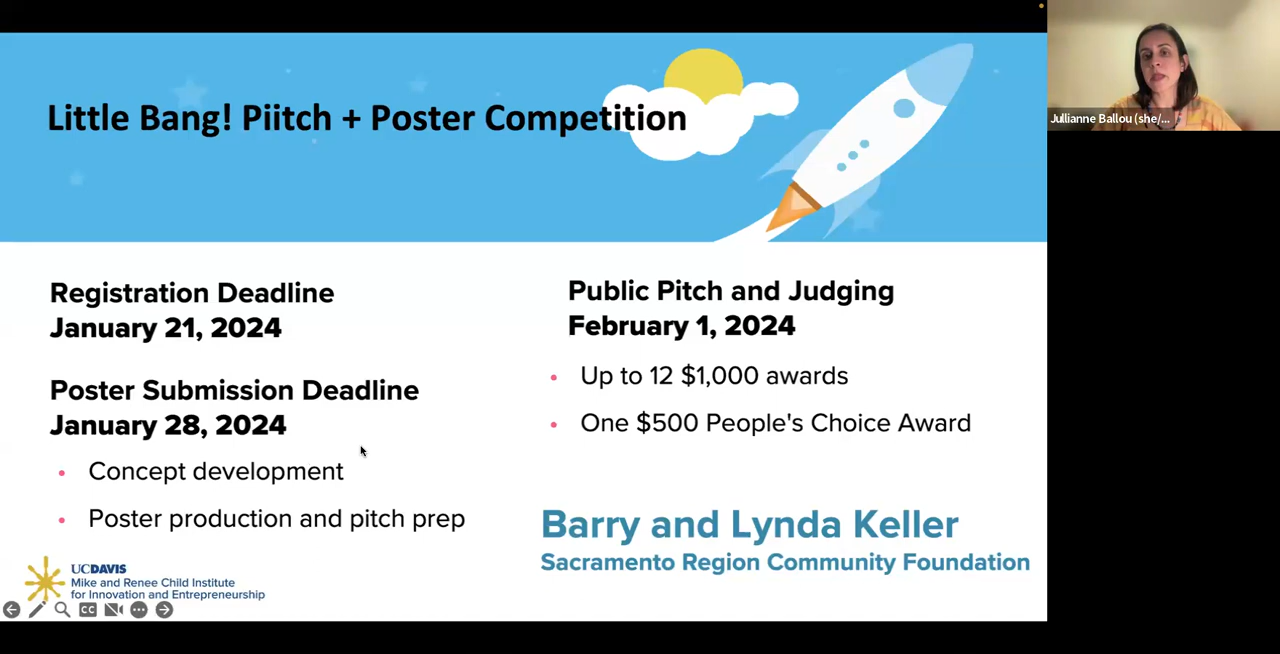 Little Bang! Piitch + Poster Competition
Registration Deadline
January 21, 2024
Poster Submission Deadline
January 28, 2024
• Concept development
• Poster production and pitch prep
Public Pitch and Judging
February 1, 2024
• Up to 12 $1,000 awards
• One $500 People's Choice Award
Barry and Lynda Keller
Sacramento Region Community Foundation
UCDAVIS
Mike and Renee Child Institute
for Innovation and Entrepreneurship
CC
Jullianne Ballou (she/...